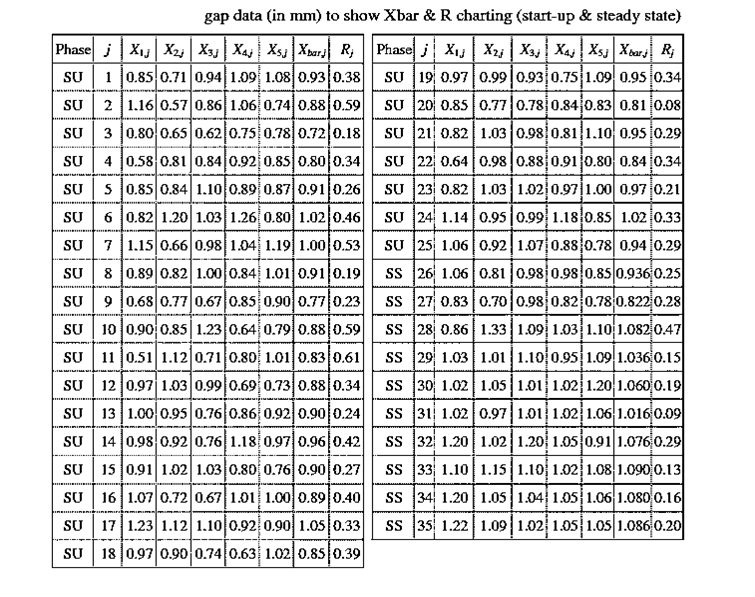 gap data (in mm) to show Xbar & R charting (start-up & steady state)
Phase j X1,j X2,j X3,j X4,j X5,j Xbar,j Rj
SU 1 0.85 0.71 0.94 1.09 1.08 0.93 0.38
SU 2 1.16 0.57 0.86 1.06 0.74 0.88 0.59
SU 3 0.80 0.65 0.62 0.75 0.78 0.72 0.18
SU 4 0.58 0.81 0.84 0.92 0.85 0.80 0.34
SU 5 0.85 0.84 1.10 0.89 0.87 0.91 0.26
SU 6 0.82 1.20 1.03 1.26 0.80 1.02 0.46
SU 7 1.15 0.66 0.98 1.04 1.19 1.00 0.53
SU 8 0.89 0.82 1.00 0.84 1.01 0.91 0.19
SU 9 0.68 0.77 0.67 0.85 0.90 0.77 0.23
SU 10 0.90 0.85 1.23 0.64 0.79 0.88 0.59
SU 11 0.51 1.12 0.71 0.80 1.01 0.83 0.61
SU 12 0.97 1.03 0.99 0.69 0.73 0.88 0.34
SU 13 1.00 0.95 0.76 0.86 0.92 0.90 0.24
SU 14 0.98 0.92 0.76 1.18 0.97 0.96 0.42
SU 15 0.91 1.02 1.03 0.80 0.76 0.90 0.27
SU 16 1.07 0.72 0.67 1.01 1.00 0.89 0.40
SU 17 1.23 1.12 1.10 0.92 0.90 1.05 0.33
SU 18 0.97 0.90 0.74 0.63 1.02 0.85 0.39
Phase j X1,j X2,j X3,j X4,j X5,j Xbar,j Rj
SU 19 0.97 0.99 0.93 0.75 1.09 0.95 0.34
SU 20 0.85 0.77 0.78 0.84 0.83 0.81 0.08
SU 21 0.82 1.03 0.98 0.81 1.10 0.95 0.29
SU 22 0.64 0.98 0.88 0.91 0.80 0.84 0.34
SU 23 0.82 1.03 1.02 0.97 1.00 0.97 0.21
SU 24 1.14 0.95 0.99 1.18 0.85 1.02 0.33
SU 25 1.06 0.92 1.07 0.88 0.78 0.94 0.29
SS 26 1.06 0.81 0.98 0.98 0.85 0.936 0.25
SS 27 0.83 0.70 0.98 0.82 0.78 0.822 0.28
SS 28 0.86 1.33 1.09 1.03 1.10 1.082 0.47
SS 29 1.03 1.01 1.10 0.95 1.09 1.036 0.15
SS 30 1.02 1.05 1.01 1.02 1.20 1.060 0.19
SS 31 1.02 0.97 1.01 1.02 1.06 1.016 0.09
SS 32 1.20 1.02 1.20 1.05 0.91 1.076 0.29
SS 33 1.10 1.15 1.10 1.02 1.08 1.090 0.13
SS 34 1.20 1.05 1.04 1.05 1.06 1.080 0.16
SS 35 1.22 1.09 1.02 1.05 1.05 1.086 0.20